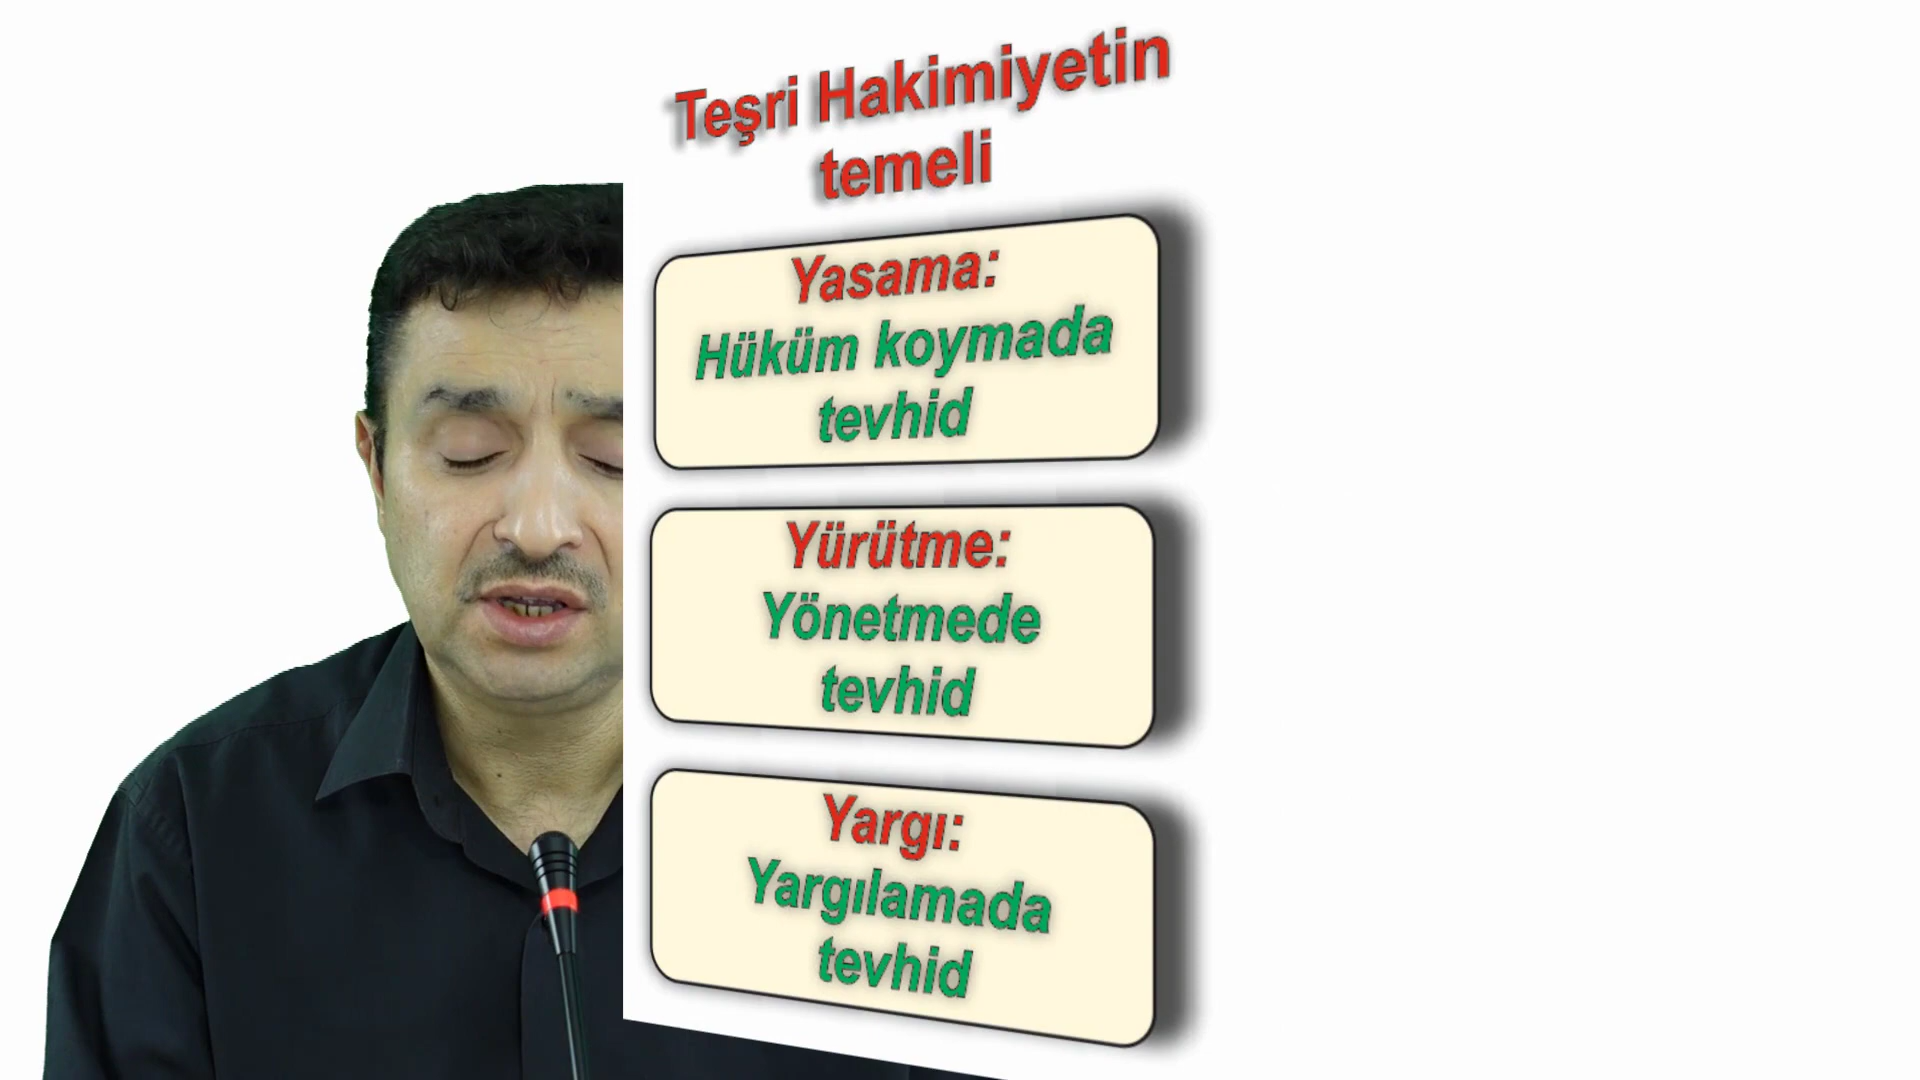 Teşri Hakimiyetin
temeli
Yasama:
Hüküm koymada
tevhid
Yürütme:
Yönetmede
tevhid
Yargı:
Yargılamada
tevhid